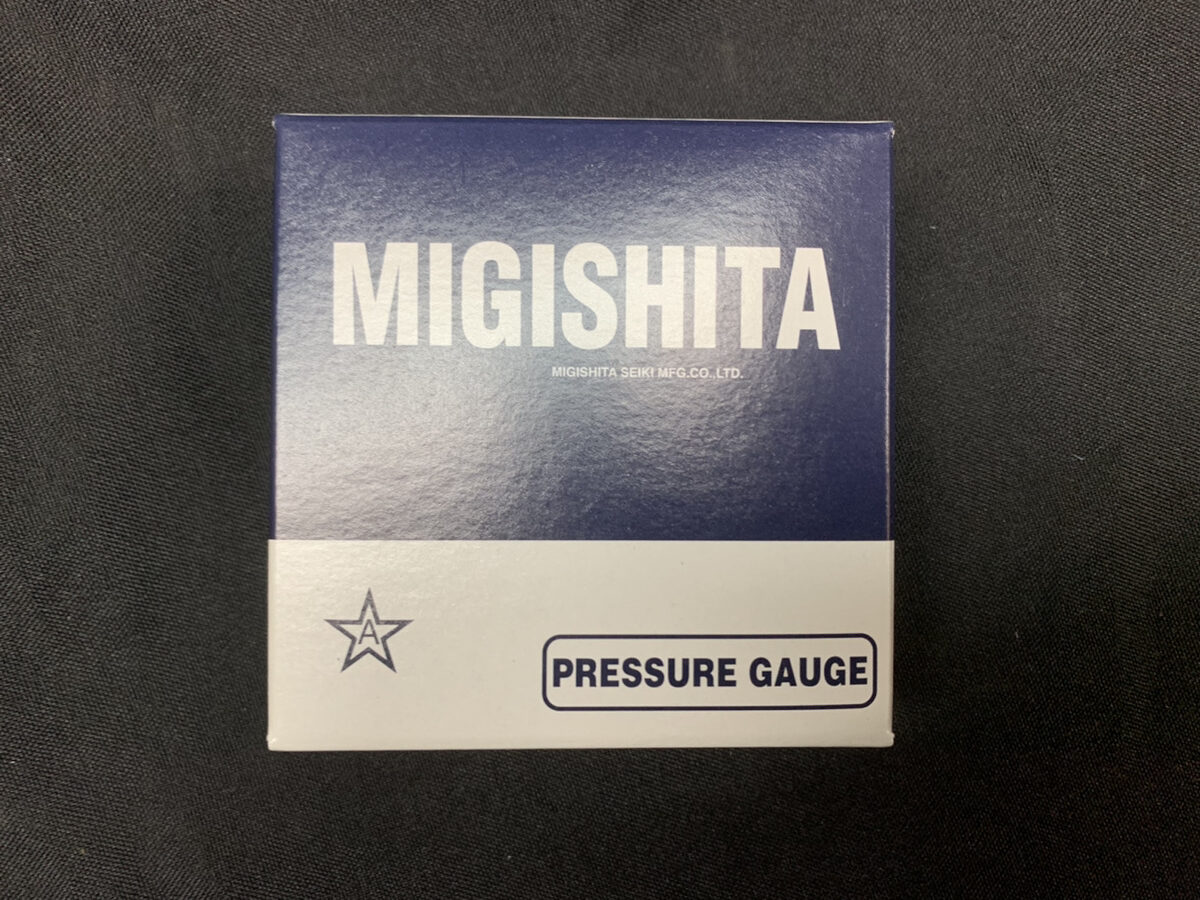 MIGISHITA
MIGISHITA SEIKI MFG.CO.,LTD.
A
PRESSURE GAUGE